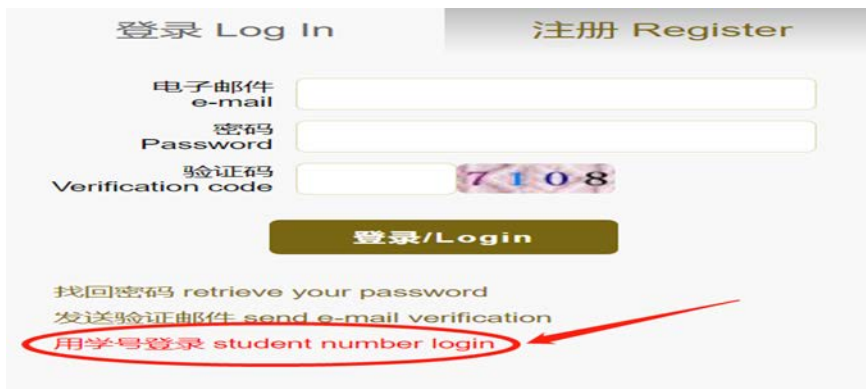 登录 Log In
注册 Register
电子邮件
e-mail
密码
Password
验证码
Verification code
7108
登录/Login
找回密码 retrieve your password
发送验证邮件 send e-mail verification
用学号登录 student number login